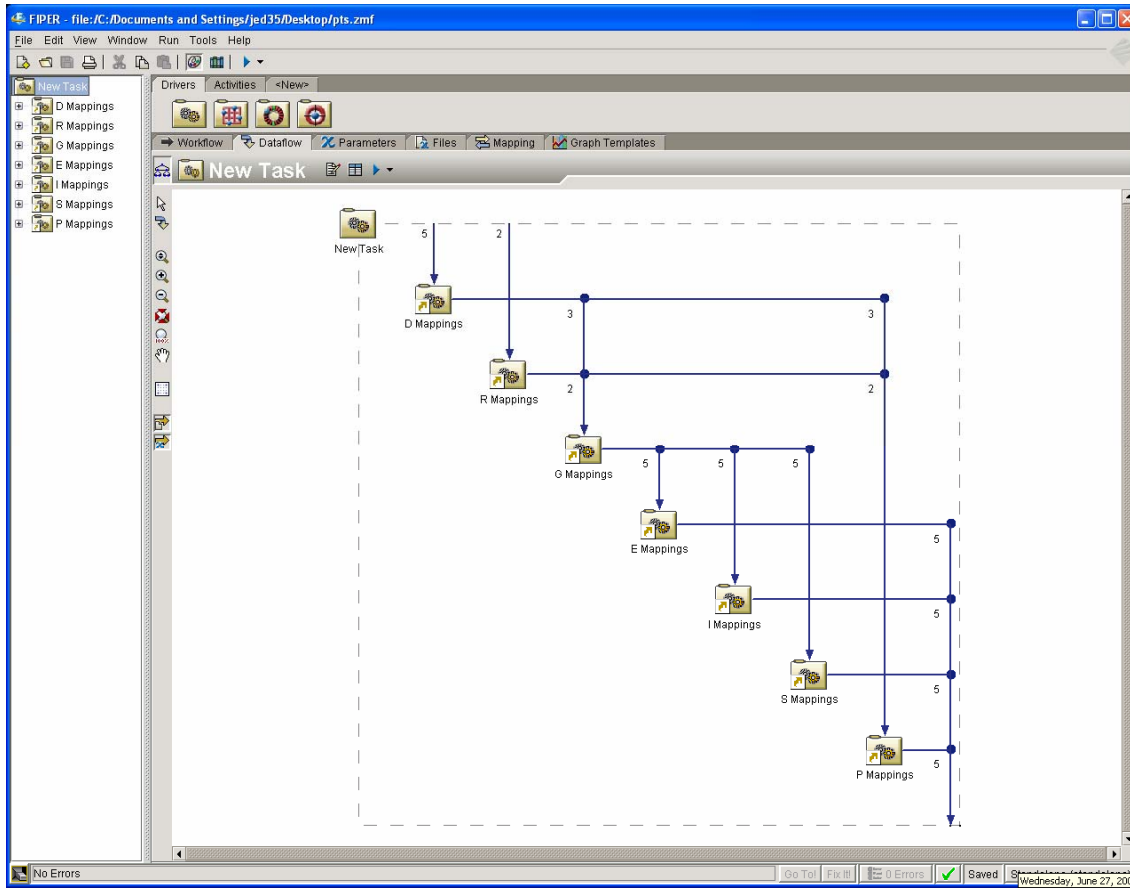 FIPER - file:/C:/Documents and Settings/jed35/Desktop/pts.zmf
File Edit View Window Run Tools Help
New Task
D Mappings
R Mappings
G Mappings
E Mappings
I Mappings
S Mappings
P Mappings
Drivers Activities <New>
Workflow Dataflow Parameters Files Mapping Graph Templates
New Task
100%
New Task
5 2
D Mappings
3 3
R Mappings
2 2
G Mappings
5 5 5
E Mappings
5
I Mappings
5
S Mappings
5
P Mappings
5
No Errors Go To! Fix It! 0 Errors Saved
Wednesday, June 27, 200